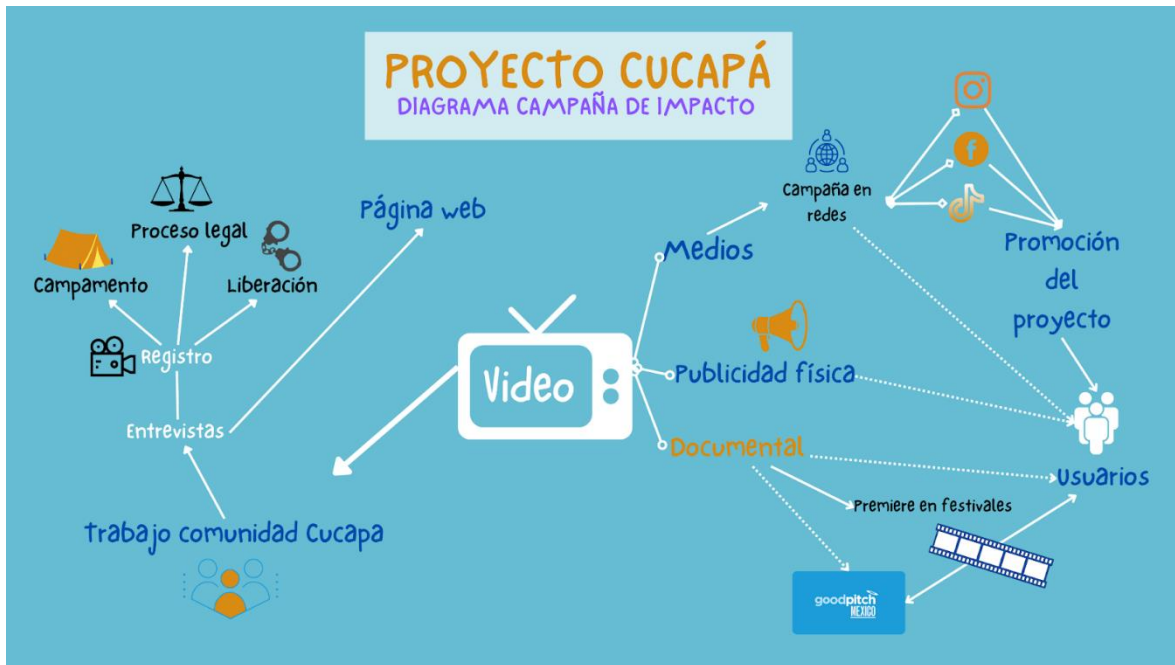 PROYECTO CUCAPÁ
DIAGRAMA CAMPAÑA DE IMPACTO
Proceso legal
Campamento
Liberación
Registro
Entrevistas
Trabajo comunidad Cucapa
Página web
Video
Medios
Campaña en
redes
Promoción
del
proyecto
Publicidad física
Documental
Premiere en festivales
Usuarios
goodpitch
MEXICO